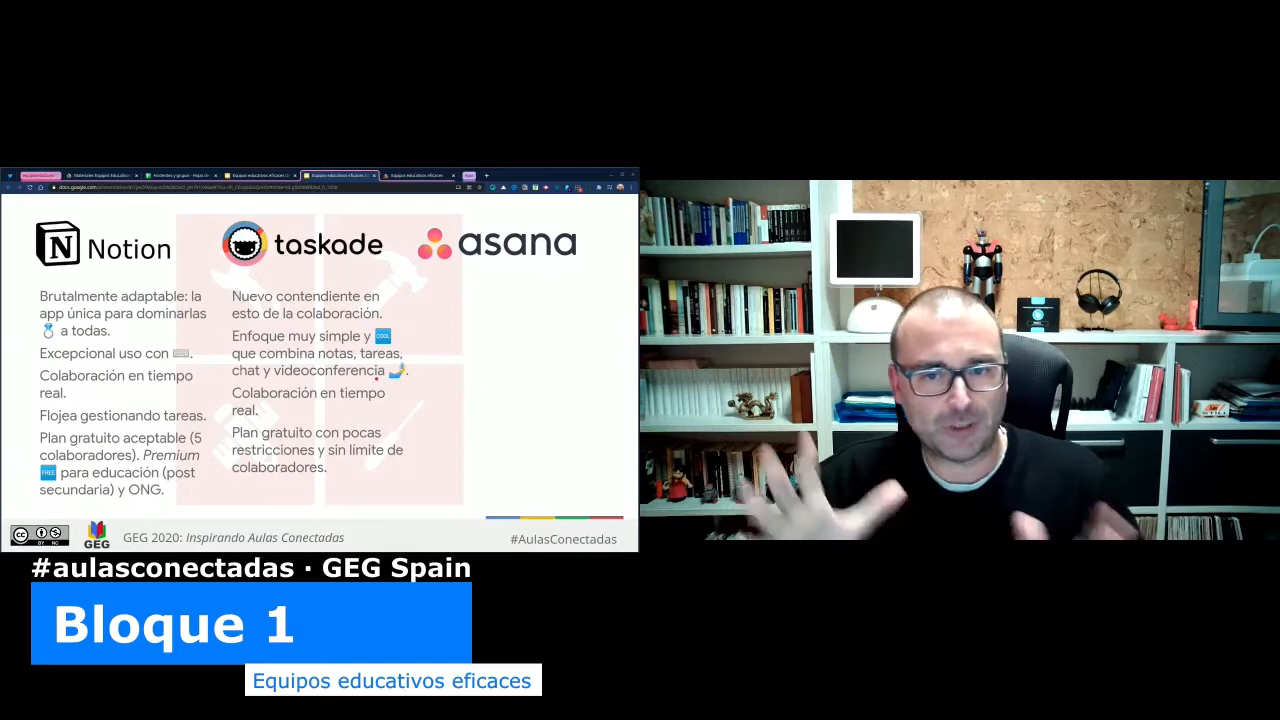 Notion
taskade
asana
Brutalmente adaptable: la
app única para dominarlas
💍 a todas.
Excepcional uso con ⌨️.
Colaboración en tiempo
real.
Flojea gestionando tareas.
Plan gratuito aceptable (5
colaboradores). Premium
FREE para educación (post
secundaria) y ONG.
Nuevo contendiente en
esto de la colaboración.
Enfoque muy simple y COOL
que combina notas, tareas,
chat y videoconferencia 🤳.
Colaboración en tiempo
real.
Plan gratuito con pocas
restricciones y sin límite de
colaboradores.
GEG
GEG 2020: Inspirando Aulas Conectadas
#AulasConectadas
#aulasconectadas · GEG Spain
Bloque 1
Equipos educativos eficaces